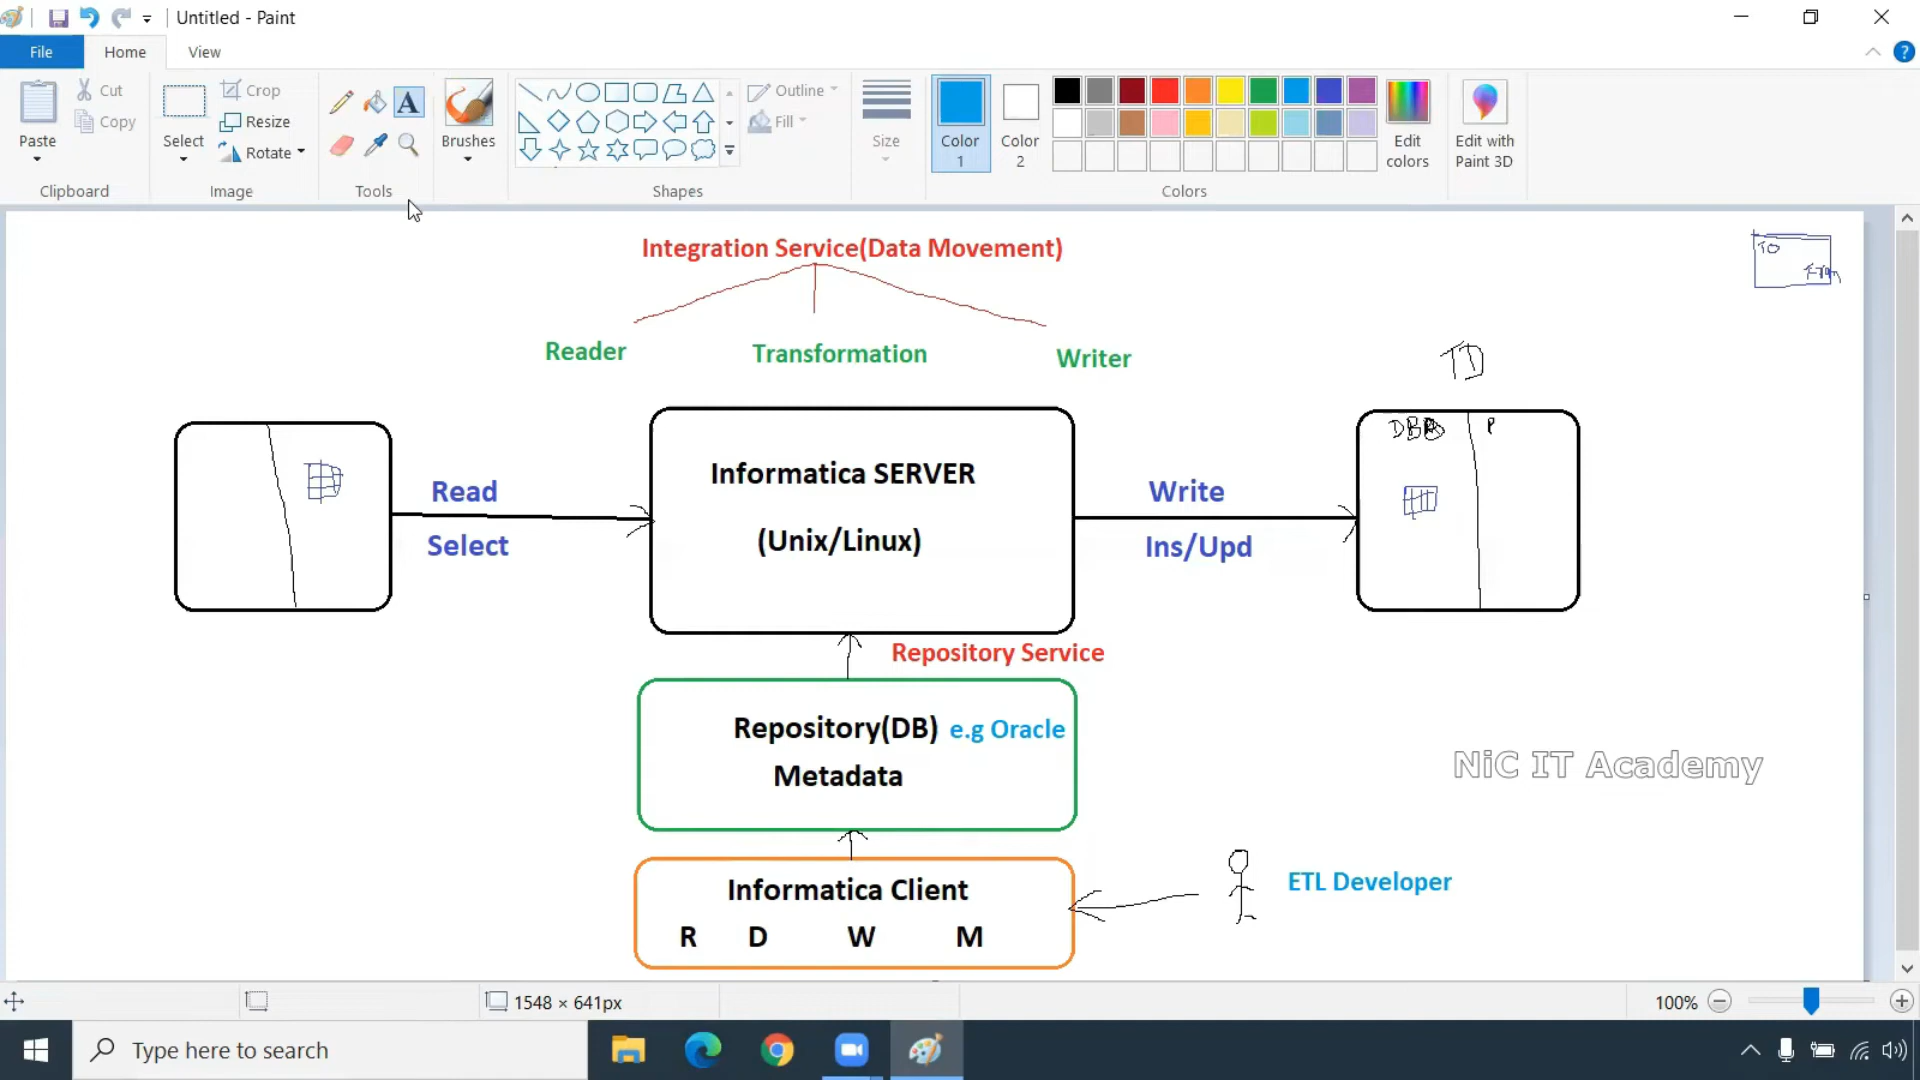 Untitled - Paint
File Home View
Paste
Cut
Copy
Clipboard
Select
Crop
Resize
Rotate
Image
Tools
Brushes
Outline
Fill
Shapes
Size
Color 1
Color 2
Edit colors
Edit with Paint 3D
Colors
Integration Service(Data Movement)
TO
Reader Transformation Writer
TD
P
Informatica SERVER
(Unix/Linux)
Read
Select
Write
Ins/Upd
Repository Service
Repository(DB) e.g Oracle
Metadata
NiC IT Academy
Informatica Client
R D W M
ETL Developer
1548 × 641px
100%
Type here to search